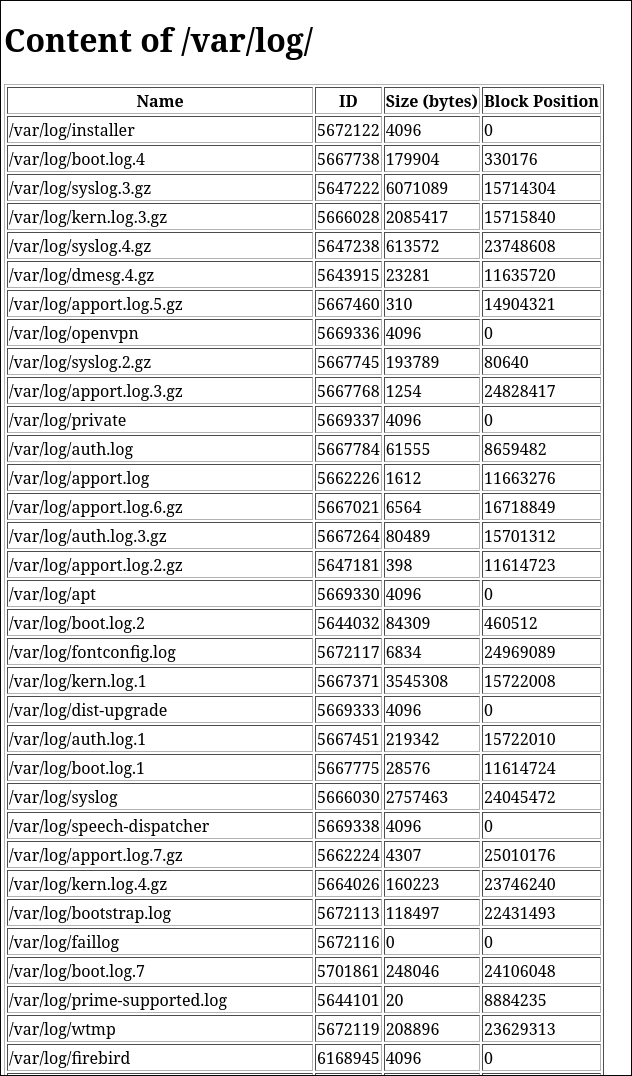 Content of /var/log/
Name ID Size (bytes) Block Position
/var/log/installer 5672122 4096 0
/var/log/boot.log.4 5667738 179904 330176
/var/log/syslog.3.gz 5647222 6071089 15714304
/var/log/kern.log.3.gz 5666028 2085417 15715840
/var/log/syslog.4.gz 5647238 613572 23748608
/var/log/dmesg.4.gz 5643915 23281 11635720
/var/log/apport.log.5.gz 5667460 310 14904321
/var/log/openvpn 5669336 4096 0
/var/log/syslog.2.gz 5667745 193789 80640
/var/log/apport.log.3.gz 5667768 1254 24828417
/var/log/private 5669337 4096 0
/var/log/auth.log 5667784 61555 8659482
/var/log/apport.log 5662226 1612 11663276
/var/log/apport.log.6.gz 5667021 6564 16718849
/var/log/auth.log.3.gz 5667264 80489 15701312
/var/log/apport.log.2.gz 5647181 398 11614723
/var/log/apt 5669330 4096 0
/var/log/boot.log.2 5644032 84309 460512
/var/log/fontconfig.log 5672117 6834 24969089
/var/log/kern.log.1 5667371 3545308 15722008
/var/log/dist-upgrade 5669333 4096 0
/var/log/auth.log.1 5667451 219342 15722010
/var/log/boot.log.1 5667775 28576 11614724
/var/log/syslog 5666030 2757463 24045472
/var/log/speech-dispatcher 5669338 4096 0
/var/log/apport.log.7.gz 5662224 4307 25010176
/var/log/kern.log.4.gz 5664026 160223 23746240
/var/log/bootstrap.log 5672113 118497 22431493
/var/log/faillog 5672116 0 0
/var/log/boot.log.7 5701861 248046 24106048
/var/log/prime-supported.log 5644101 20 8884235
/var/log/wtmp 5672119 208896 23629313
/var/log/firebird 6168945 4096 0